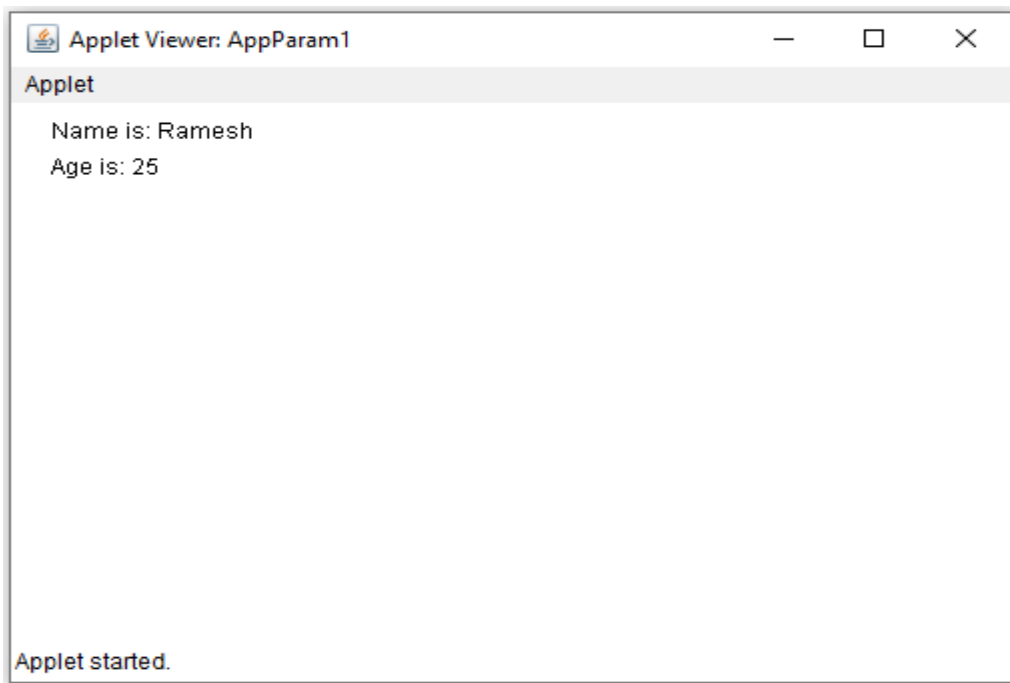 Applet Viewer: AppParam1
Applet
Name is: Ramesh
Age is: 25
Applet started.